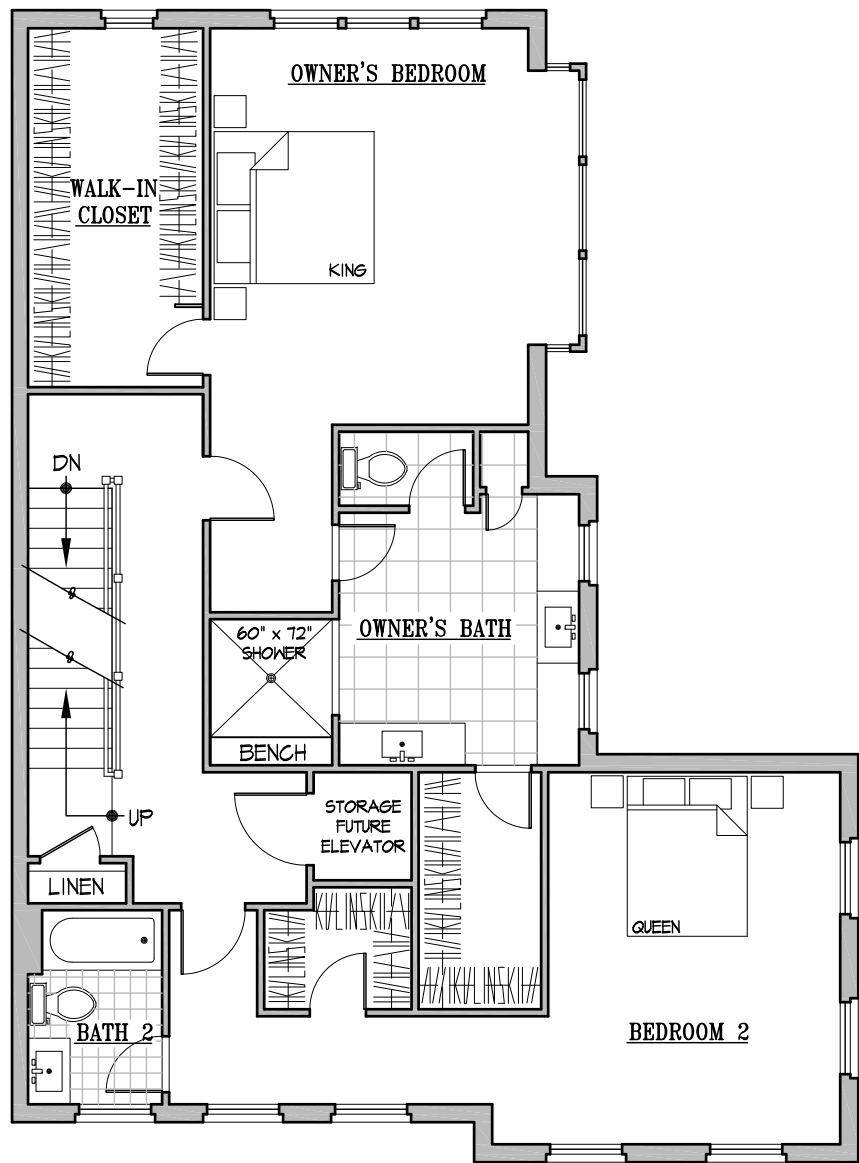 OWNER'S BEDROOM
WALK-IN
CLOSET
KING
DN
60" x 72"
SHOWER
OWNER'S BATH
BENCH
UP
STORAGE
FUTURE
ELEVATOR
LINEN
QUEEN
BATH 2
BEDROOM 2